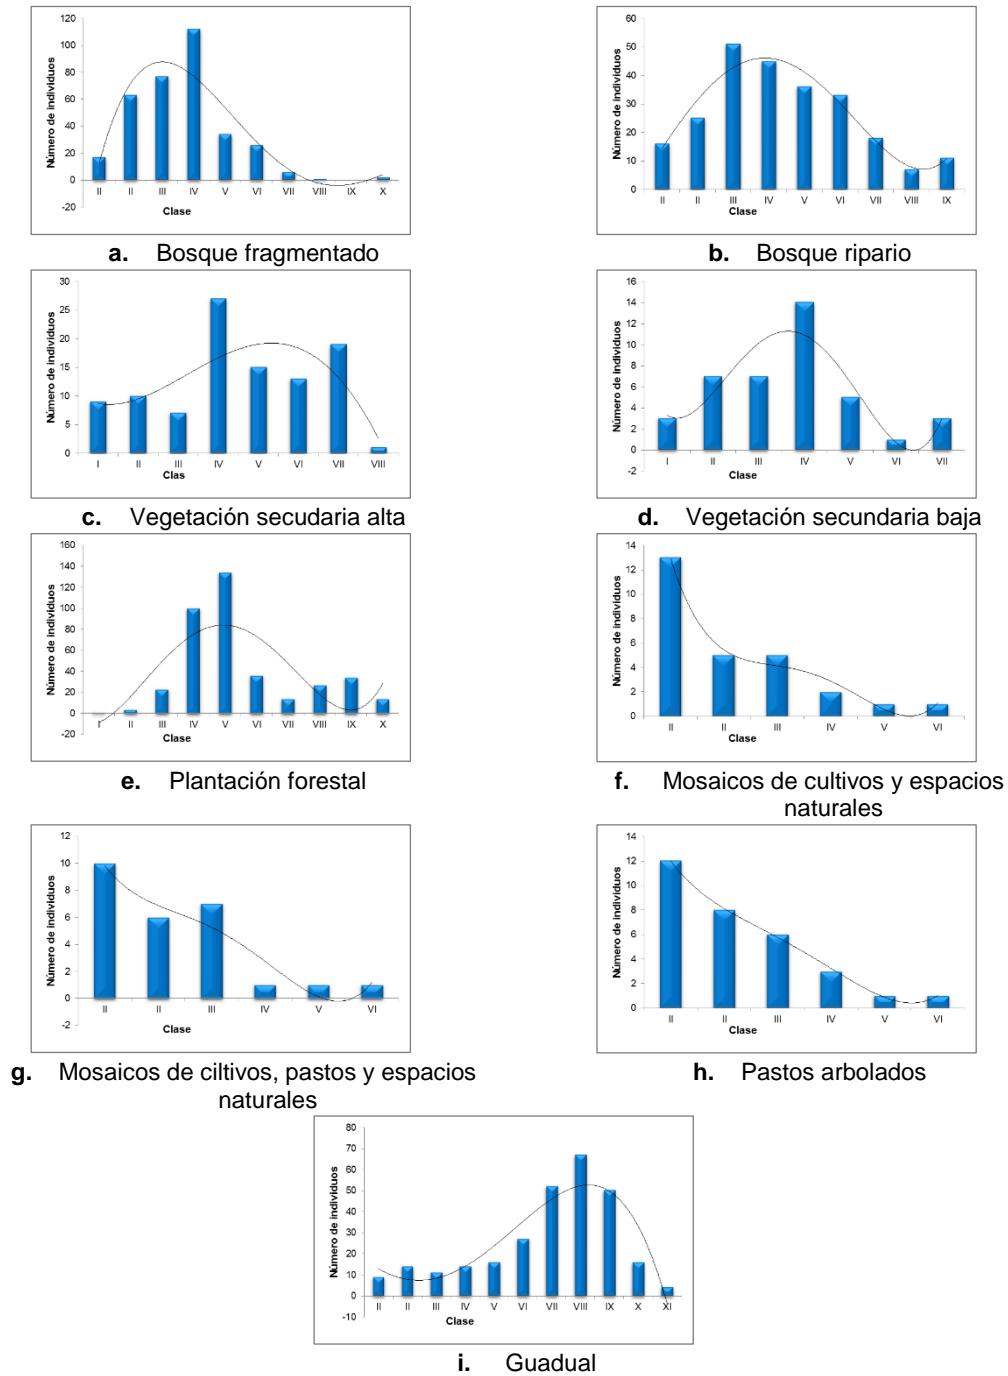 120
100
80
60
40
20
0
-20
Número de individuos
II II III IV V VI VII VIII IX X
Clase
a. Bosque fragmentado
60
50
40
30
20
10
0
Número de individuos
II II III IV V VI VII VIII IX
Clase
b. Bosque ripario
30
25
20
15
10
5
0
Número de individuos
I II III IV V VI VII VIII
Clas
c. Vegetación secudaria alta
16
14
12
10
8
6
4
2
0
-2
Número de individuos
I II III IV V VI VII
Clase
d. Vegetación secundaria baja
160
140
120
100
80
60
40
20
0
-20
Número de individuos
I II III IV V VI VII VIII IX X
Clase
e. Plantación forestal
14
12
10
8
6
4
2
0
Número de individuos
II II III IV V VI
Clase
f. Mosaicos de cultivos y espacios
naturales
12
10
8
6
4
2
0
-2
Número de individuos
II II III IV V VI
Clase
g. Mosaicos de ciltivos, pastos y espacios
naturales
14
12
10
8
6
4
2
0
Número de individuos
II II III IV V VI
Clase
h. Pastos arbolados
80
70
60
50
40
30
20
10
0
-10
Número de individuos
II II III IV V VI VII VIII IX X XI
Clase
i. Guadual